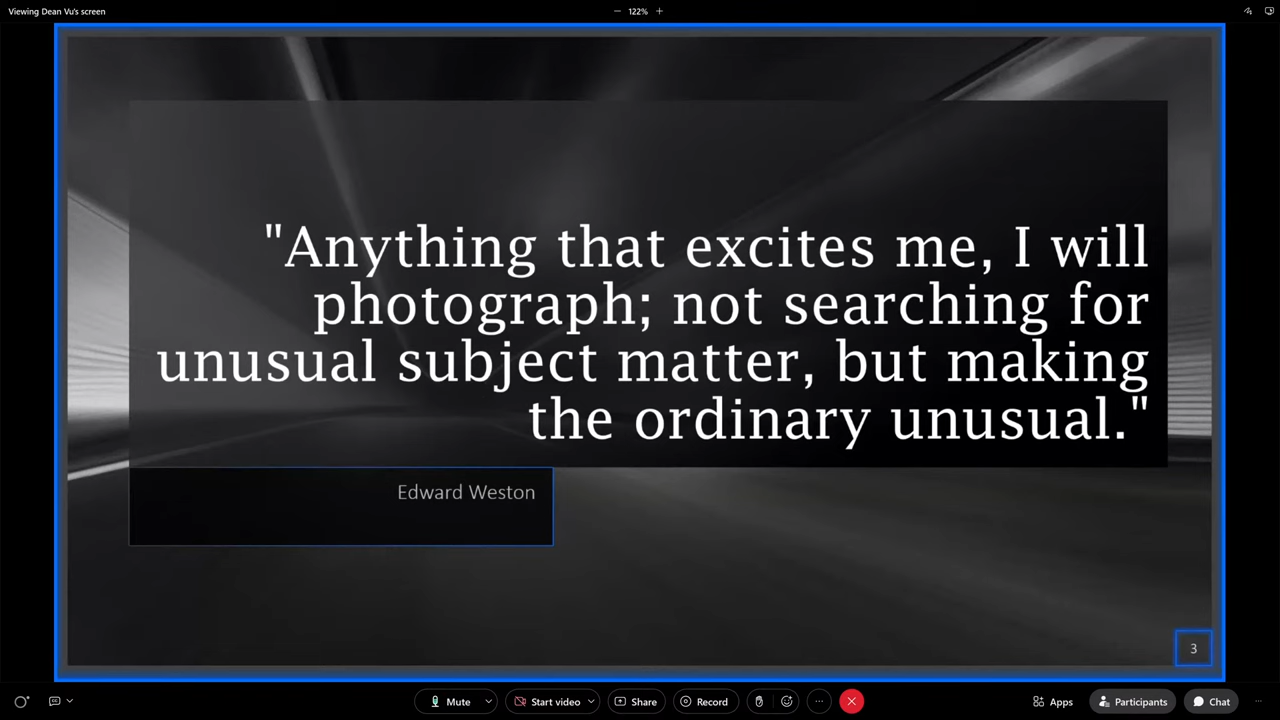 Viewing Dean Vu's screen
122%
"Anything that excites me, I will
photograph; not searching for
unusual subject matter, but making
the ordinary unusual."
Edward Weston
3
Mute
Start video
Share
Record
Apps
Participants
Chat